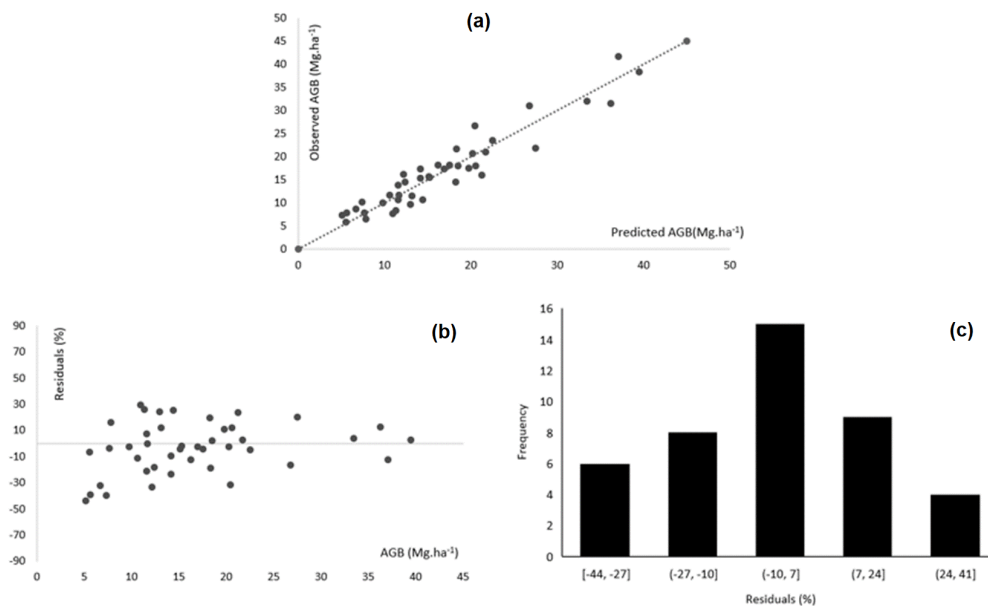 (a)
Observed AGB (Mg.ha⁻¹)
50
45
40
35
30
25
20
15
10
5
0
Predicted AGB(Mg.ha⁻¹)
0 10 20 30 40 50
(b)
Residuals (%)
90
70
50
30
10
-10
-30
-50
-70
-90
AGB (Mg.ha⁻¹)
0 5 10 15 20 25 30 35 40 45
(c)
Frequency
16
14
12
10
8
6
4
2
0
[-44, -27] (-27, -10] (-10, 7] (7, 24] (24, 41]
Residuals (%)